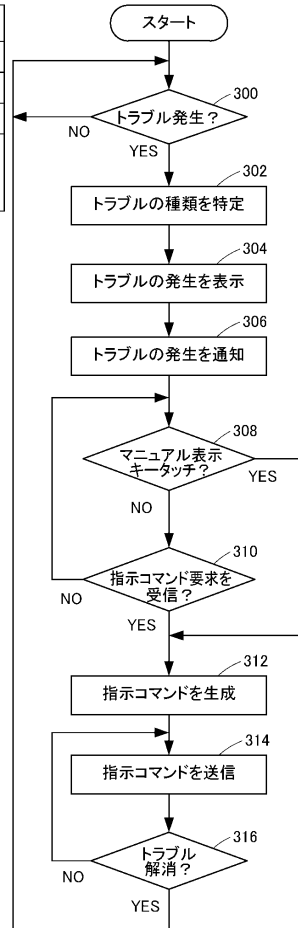 スタート
300
トラブル発生？
NO
YES
302
トラブルの種類を特定
304
トラブルの発生を表示
306
トラブルの発生を通知
308
マニュアル表示
キータッチ？
YES
NO
310
指示コマンド要求を
受信？
NO
YES
312
指示コマンドを生成
314
指示コマンドを送信
316
トラブル
解消？
NO
YES